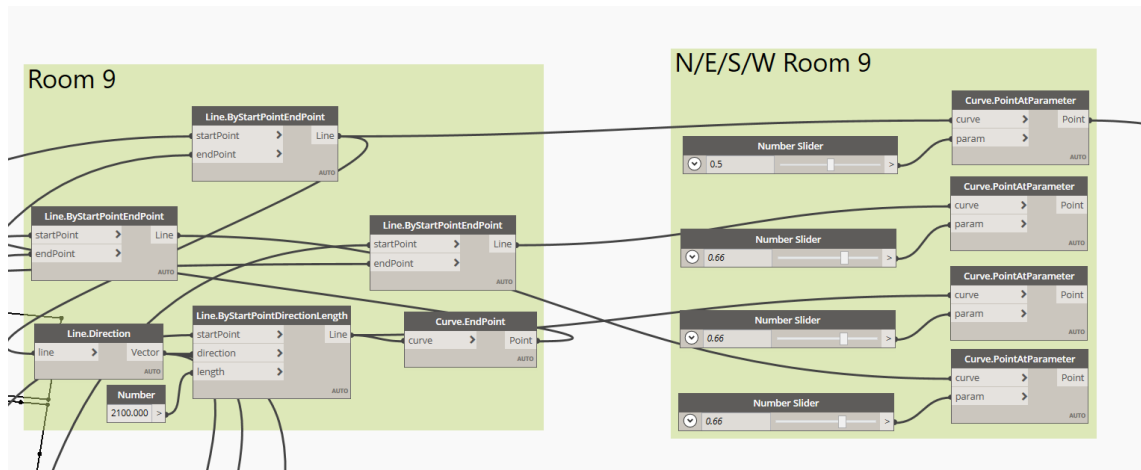 Room 9
Line.ByStartPointEndPoint
startPoint > Line
endPoint >
AUTO
Line.ByStartPointEndPoint
startPoint > Line
endPoint >
AUTO
Line.ByStartPointEndPoint
startPoint > Line
endPoint >
AUTO
Line.Direction
line > Vector
AUTO
Number
2100.000 >
Line.ByStartPointDirectionLength
startPoint > Line
direction >
length >
AUTO
Curve.EndPoint
curve > Point
AUTO
N/E/S/W Room 9
Curve.PointAtParameter
curve > Point
param >
AUTO
Number Slider
0.5 >
Curve.PointAtParameter
curve > Point
param >
AUTO
Number Slider
0.66 >
Curve.PointAtParameter
curve > Point
param >
AUTO
Number Slider
0.66 >
Curve.PointAtParameter
curve > Point
param >
AUTO
Number Slider
0.66 >